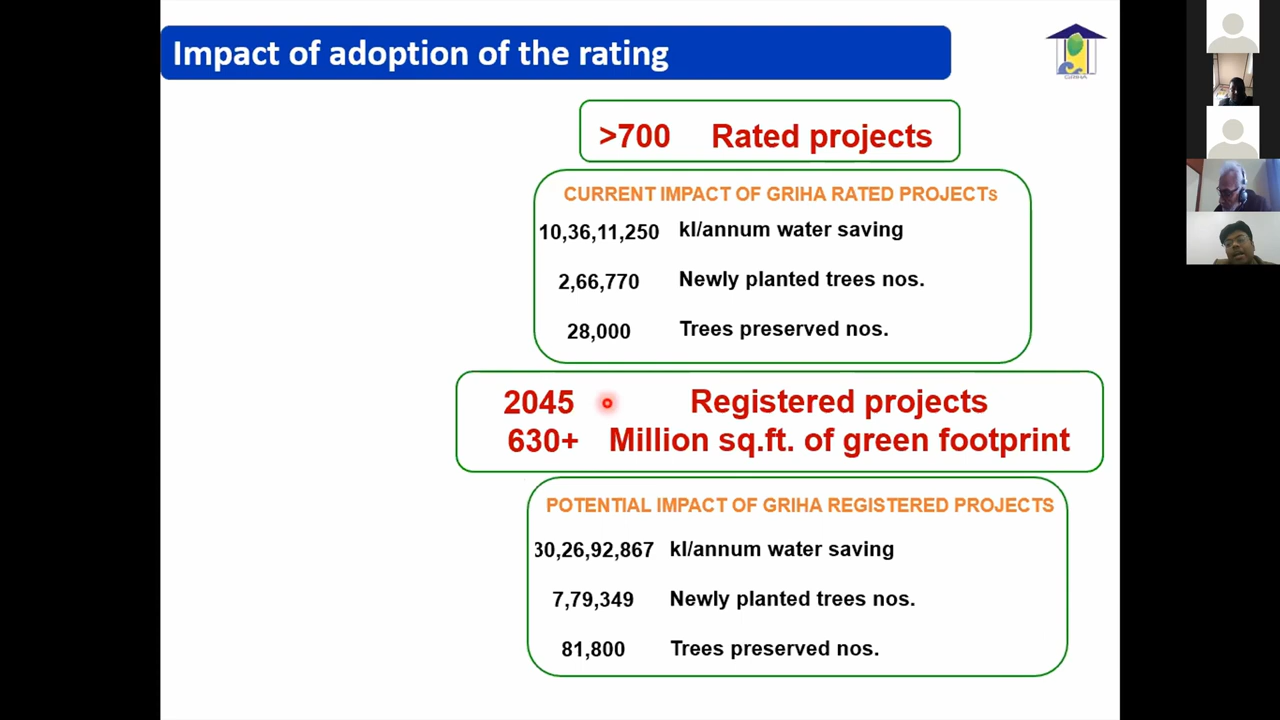 Impact of adoption of the rating
GRIHA
>700 Rated projects
CURRENT IMPACT OF GRIHA RATED PROJECTs
10,36,11,250 kl/annum water saving
2,66,770 Newly planted trees nos.
28,000 Trees preserved nos.
2045 Registered projects
630+ Million sq.ft. of green footprint
POTENTIAL IMPACT OF GRIHA REGISTERED PROJECTS
30,26,92,867 kl/annum water saving
7,79,349 Newly planted trees nos.
81,800 Trees preserved nos.